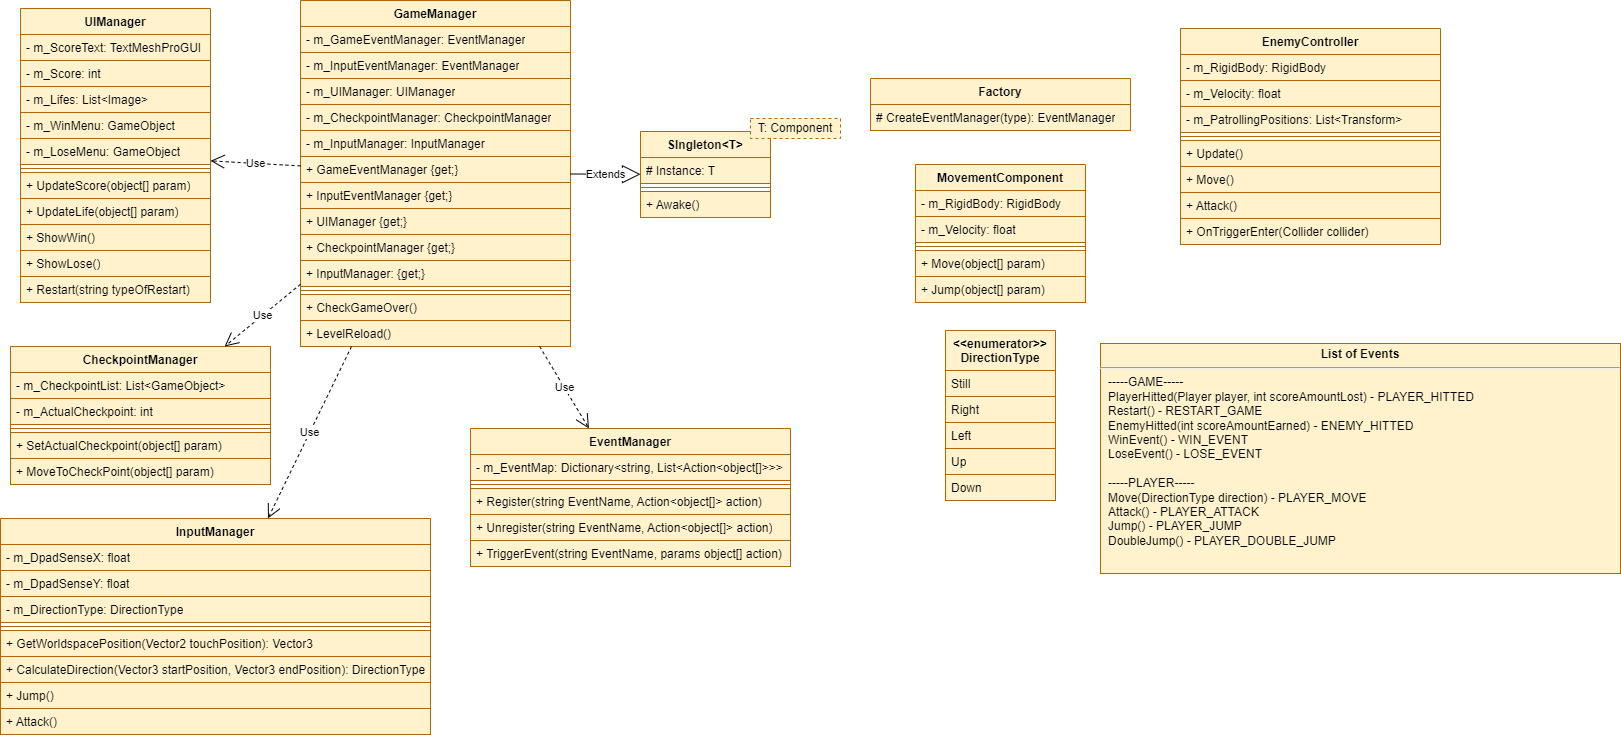 UIManager
- m_ScoreText: TextMeshProGUI
- m_Score: int
- m_Lifes: List<Image>
- m_WinMenu: GameObject
- m_LoseMenu: GameObject
+ UpdateScore(object[] param)
+ UpdateLife(object[] param)
+ ShowWin()
+ ShowLose()
+ Restart(string typeOfRestart)
Use
GameManager
- m_GameEventManager: EventManager
- m_InputEventManager: EventManager
- m_UIManager: UIManager
- m_CheckpointManager: CheckpointManager
- m_InputManager: InputManager
+ GameEventManager {get;}
+ InputEventManager {get;}
+ UIManager {get;}
+ CheckpointManager {get;}
+ InputManager: {get;}
+ CheckGameOver()
+ LevelReload()
Extends
T: Component
SIngleton<T>
# Instance: T
+ Awake()
Factory
# CreateEventManager(type): EventManager
MovementComponent
- m_RigidBody: RigidBody
- m_Velocity: float
+ Move(object[] param)
+ Jump(object[] param)
EnemyController
- m_RigidBody: RigidBody
- m_Velocity: float
- m_PatrollingPositions: List<Transform>
+ Update()
+ Move()
+ Attack()
+ OnTriggerEnter(Collider collider)
Use
CheckpointManager
- m_CheckpointList: List<GameObject>
- m_ActualCheckpoint: int
+ SetActualCheckpoint(object[] param)
+ MoveToCheckPoint(object[] param)
Use
Use
EventManager
- m_EventMap: Dictionary<string, List<Action<object[]>>>
+ Register(string EventName, Action<object[]> action)
+ Unregister(string EventName, Action<object[]> action)
+ TriggerEvent(string EventName, params object[] action)
<<enumerator>>
DirectionType
Still
Right
Left
Up
Down
List of Events
-----GAME-----
PlayerHitted(Player player, int scoreAmountLost) - PLAYER_HITTED
Restart() - RESTART_GAME
EnemyHitted(int scoreAmountEarned) - ENEMY_HITTED
WinEvent() - WIN_EVENT
LoseEvent() - LOSE_EVENT
-----PLAYER-----
Move(DirectionType direction) - PLAYER_MOVE
Attack() - PLAYER_ATTACK
Jump() - PLAYER_JUMP
DoubleJump() - PLAYER_DOUBLE_JUMP
InputManager
- m_DpadSenseX: float
- m_DpadSenseY: float
- m_DirectionType: DirectionType
+ GetWorldspacePosition(Vector2 touchPosition): Vector3
+ CalculateDirection(Vector3 startPosition, Vector3 endPosition): DirectionType
+ Jump()
+ Attack()